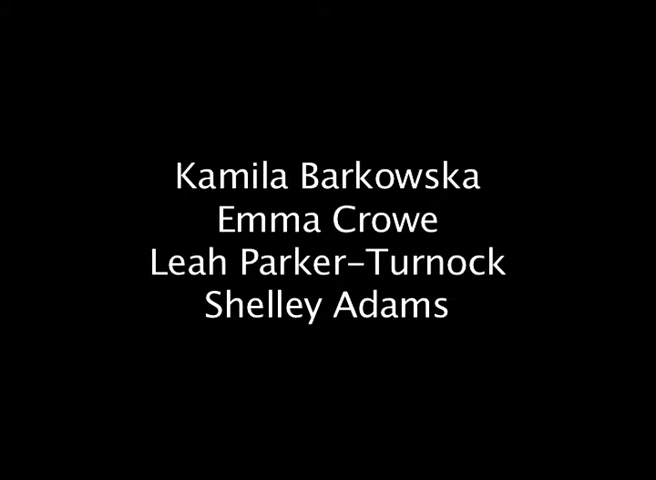 Kamila Barkowska
Emma Crowe
Leah Parker-Turnock
Shelley Adams